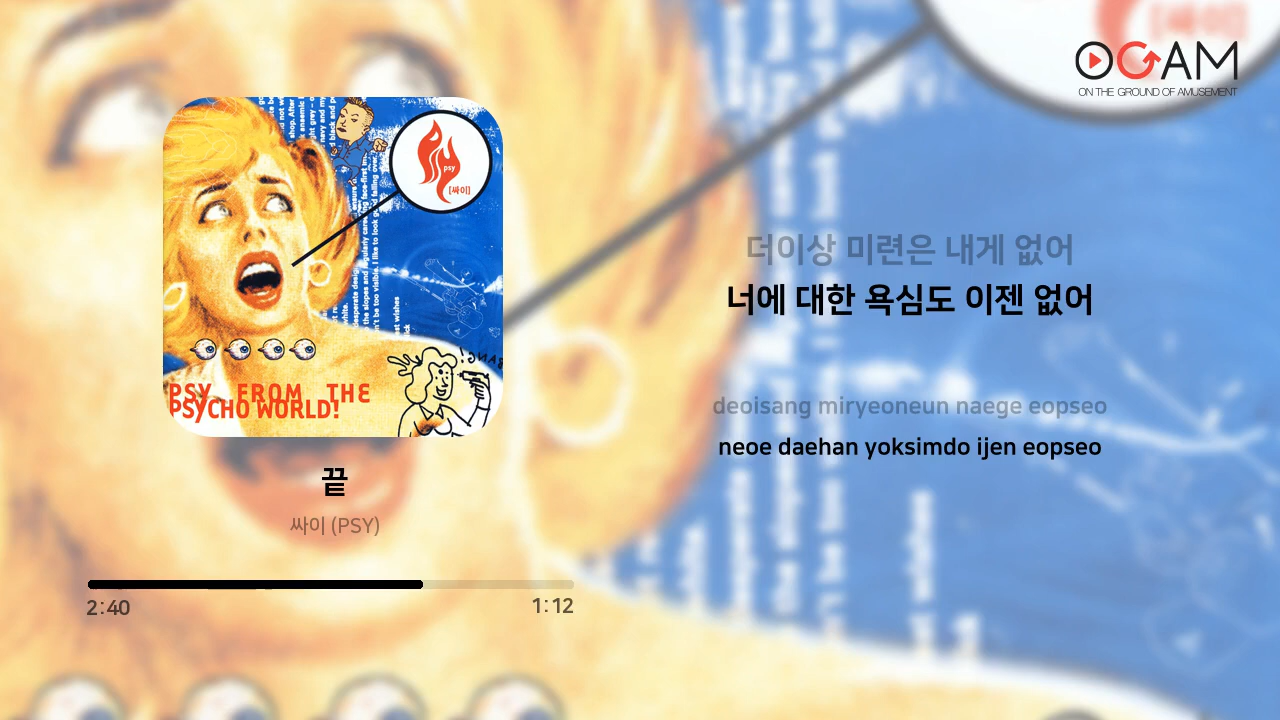 OGAM
ON THE GROUND OF AMUSEMENT
psy
[싸이]
BANG!
PSY FROM THE
PSYCHO WORLD!
끝
싸이 (PSY)
2:40
1:12
더이상 미련은 내게 없어
너에 대한 욕심도 이젠 없어
deoisang miryeoneun naege eopseo
neoe daehan yoksimdo ijen eopseo